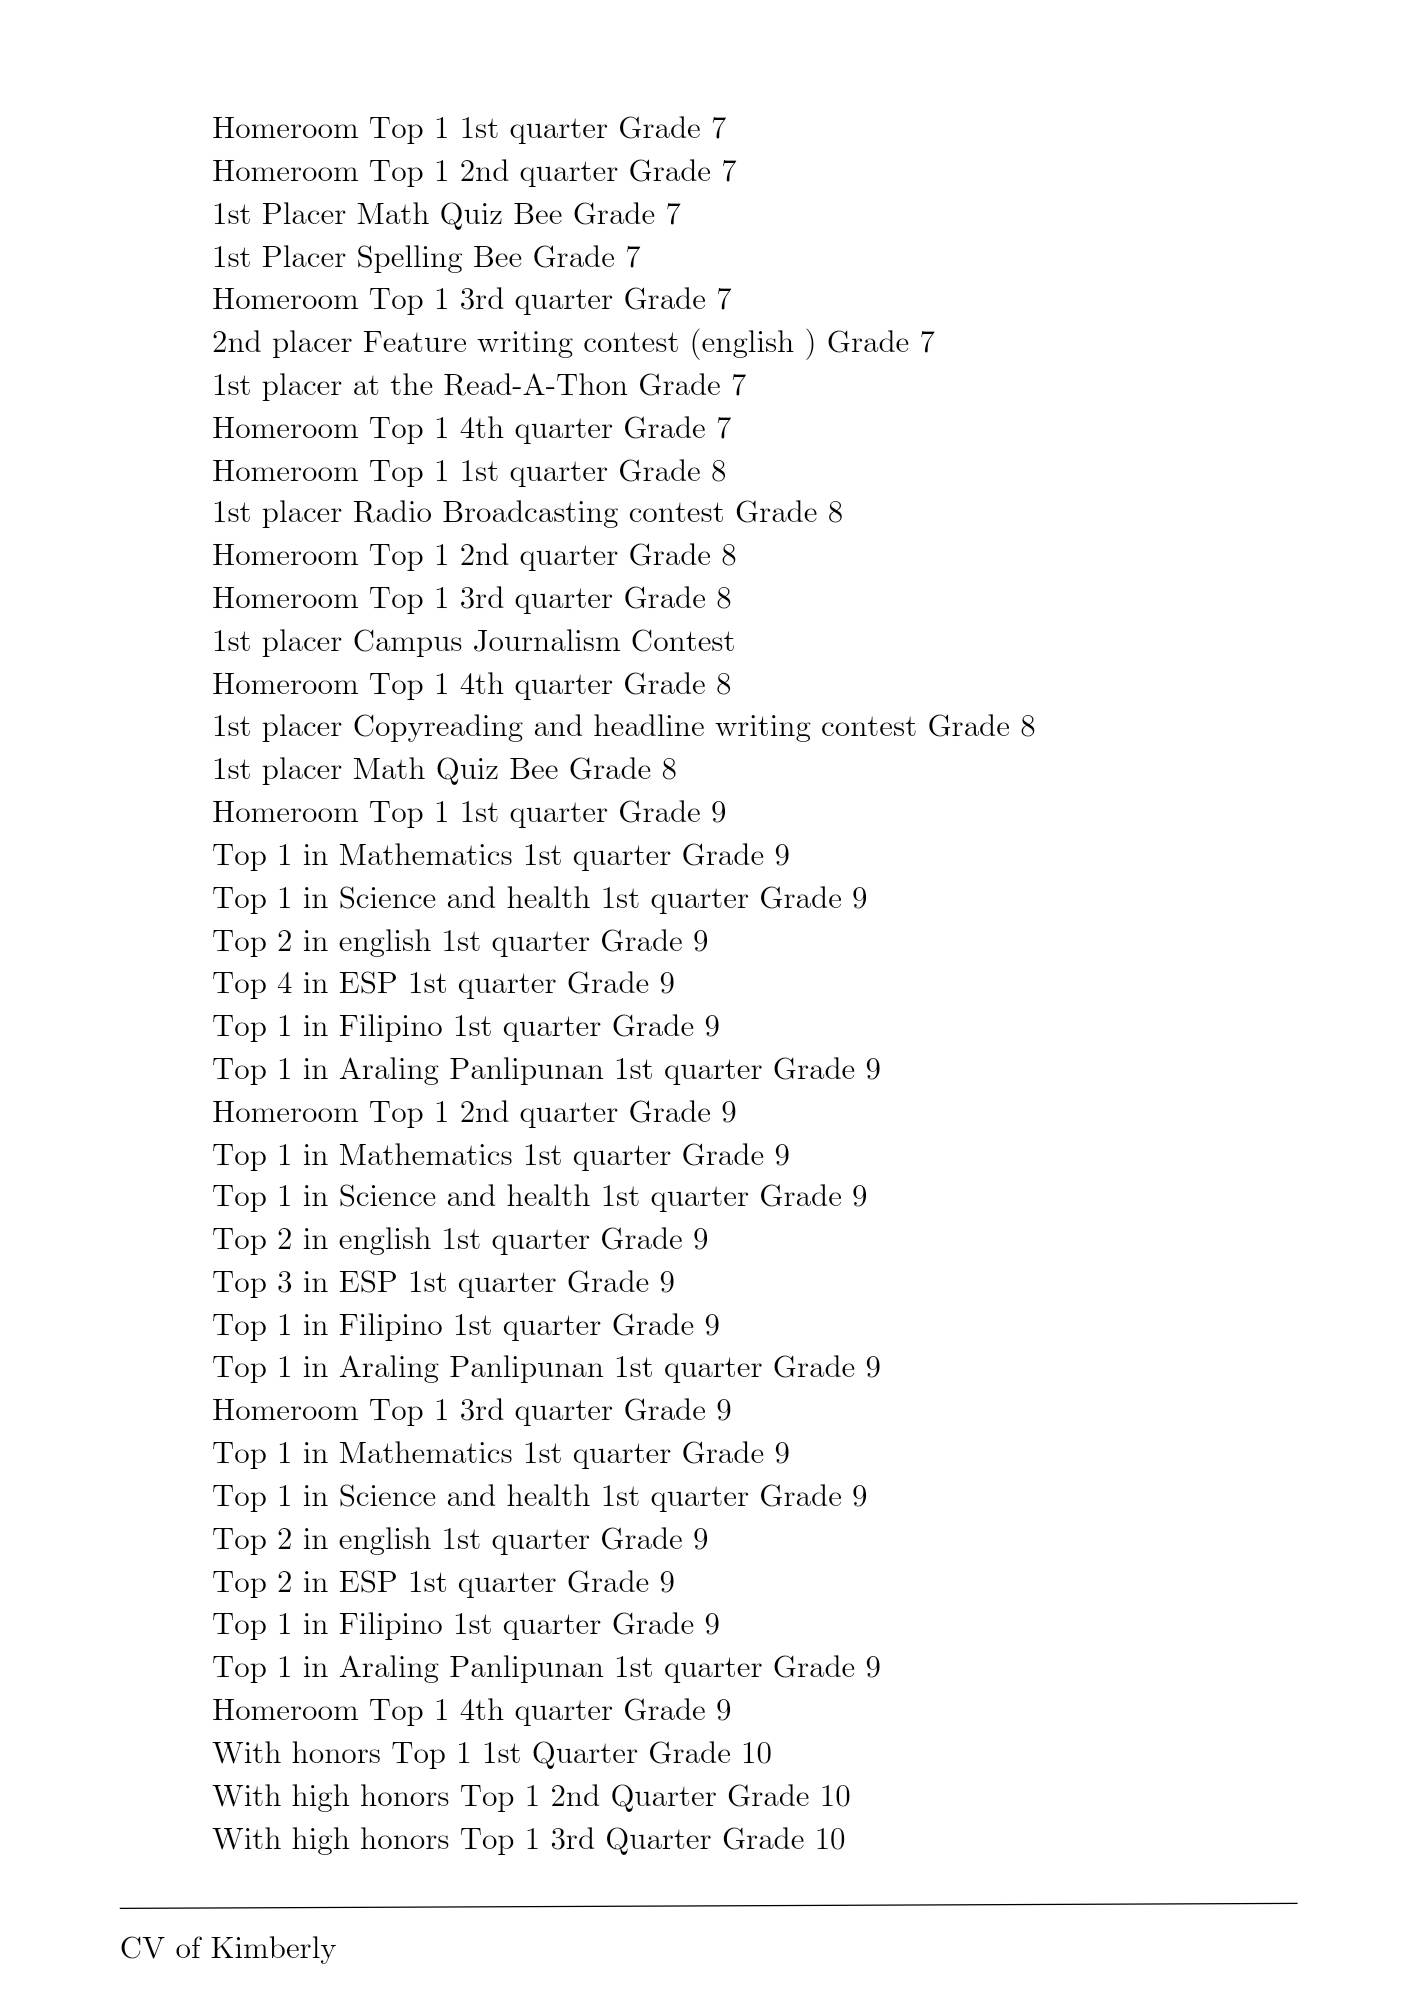 Homeroom Top 1 1st quarter Grade 7
Homeroom Top 1 2nd quarter Grade 7
1st Placer Math Quiz Bee Grade 7
1st Placer Spelling Bee Grade 7
Homeroom Top 1 3rd quarter Grade 7
2nd placer Feature writing contest (english ) Grade 7
1st placer at the Read-A-Thon Grade 7
Homeroom Top 1 4th quarter Grade 7
Homeroom Top 1 1st quarter Grade 8
1st placer Radio Broadcasting contest Grade 8
Homeroom Top 1 2nd quarter Grade 8
Homeroom Top 1 3rd quarter Grade 8
1st placer Campus Journalism Contest
Homeroom Top 1 4th quarter Grade 8
1st placer Copyreading and headline writing contest Grade 8
1st placer Math Quiz Bee Grade 8
Homeroom Top 1 1st quarter Grade 9
Top 1 in Mathematics 1st quarter Grade 9
Top 1 in Science and health 1st quarter Grade 9
Top 2 in english 1st quarter Grade 9
Top 4 in ESP 1st quarter Grade 9
Top 1 in Filipino 1st quarter Grade 9
Top 1 in Araling Panlipunan 1st quarter Grade 9
Homeroom Top 1 2nd quarter Grade 9
Top 1 in Mathematics 1st quarter Grade 9
Top 1 in Science and health 1st quarter Grade 9
Top 2 in english 1st quarter Grade 9
Top 3 in ESP 1st quarter Grade 9
Top 1 in Filipino 1st quarter Grade 9
Top 1 in Araling Panlipunan 1st quarter Grade 9
Homeroom Top 1 3rd quarter Grade 9
Top 1 in Mathematics 1st quarter Grade 9
Top 1 in Science and health 1st quarter Grade 9
Top 2 in english 1st quarter Grade 9
Top 2 in ESP 1st quarter Grade 9
Top 1 in Filipino 1st quarter Grade 9
Top 1 in Araling Panlipunan 1st quarter Grade 9
Homeroom Top 1 4th quarter Grade 9
With honors Top 1 1st Quarter Grade 10
With high honors Top 1 2nd Quarter Grade 10
With high honors Top 1 3rd Quarter Grade 10
CV of Kimberly